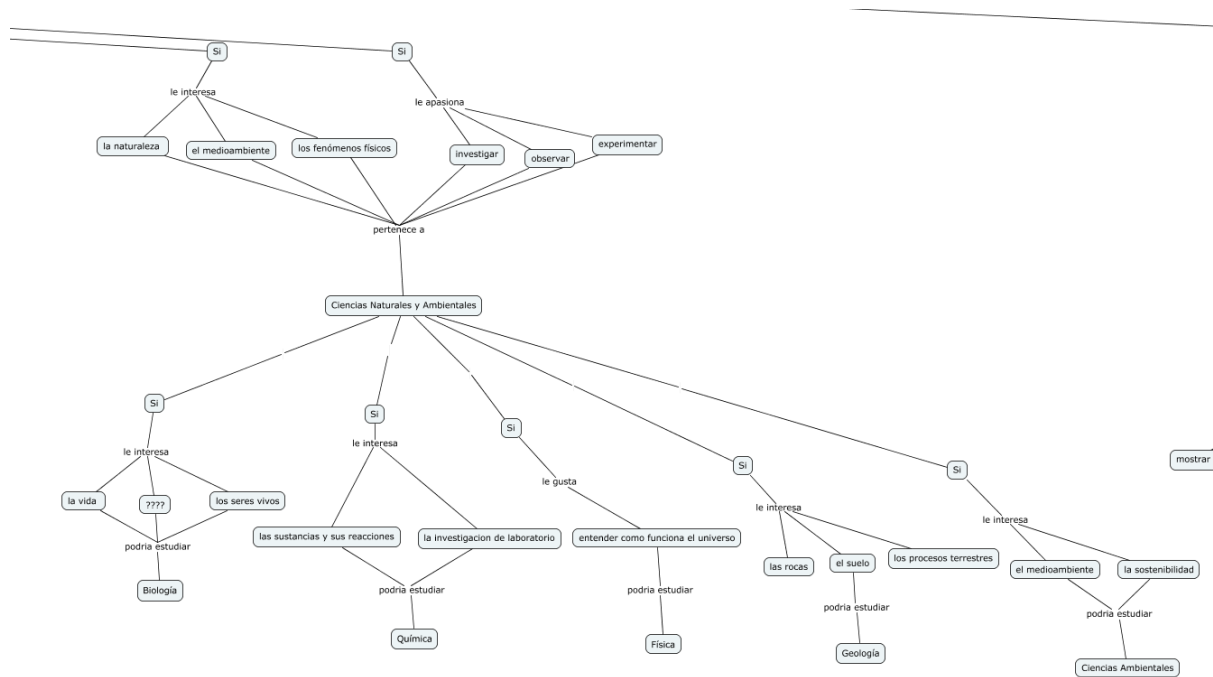 Si
Si
le interesa
le apasiona
la naturaleza
el medioambiente
los fenómenos físicos
investigar
observar
experimentar
pertenece a
Ciencias Naturales y Ambientales
Si
Si
Si
Si
Si
le interesa
le interesa
le gusta
le interesa
le interesa
la vida
????
los seres vivos
las sustancias y sus reacciones
la investigacion de laboratorio
entender como funciona el universo
las rocas
el suelo
los procesos terrestres
el medioambiente
la sostenibilidad
mostrar
podria estudiar
podria estudiar
podria estudiar
podria estudiar
podria estudiar
Biología
Química
Física
Geología
Ciencias Ambientales